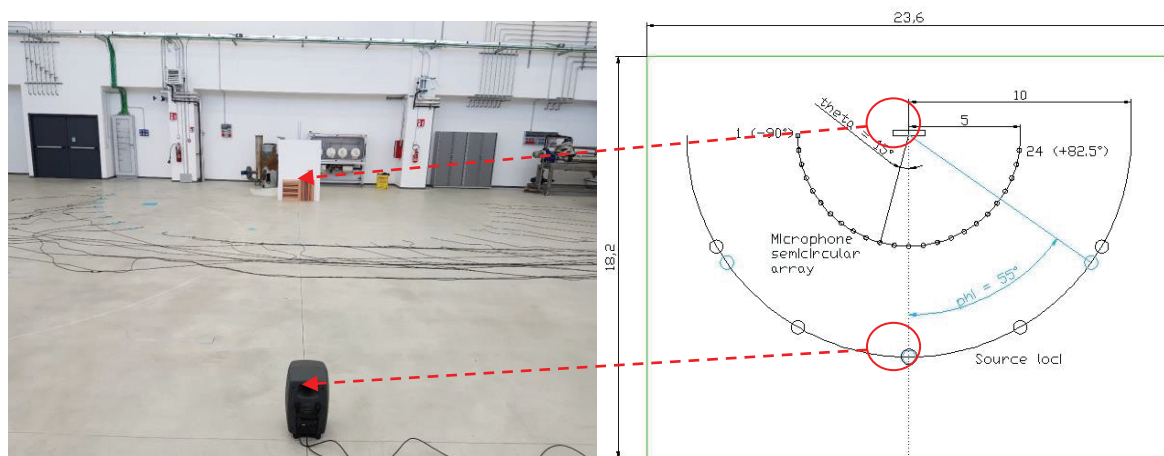 23,6
10
5
theta = 15°
1 (-90°)
24 (+82.5°)
18,2
Microphone
semicircular
array
phi = 55°
Source loci